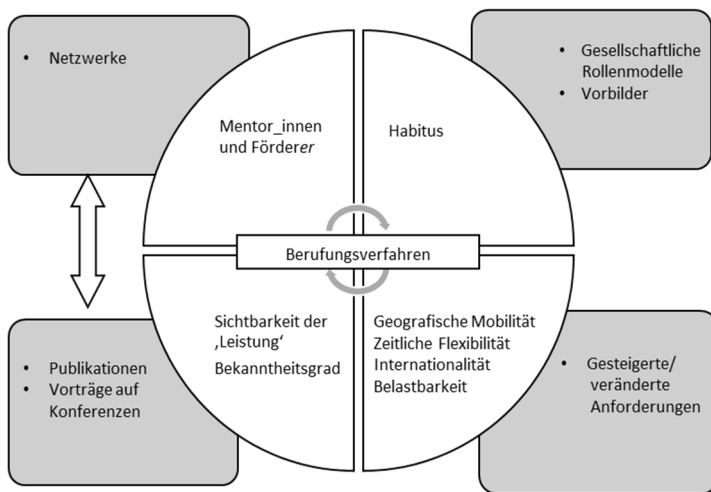 • Netzwerke
• Gesellschaftliche
Rollenmodelle
• Vorbilder
Mentor_innen
und Förderer
Habitus
Berufungsverfahren
Sichtbarkeit der
‚Leistung‘
Bekanntheitsgrad
Geografische Mobilität
Zeitliche Flexibilität
Internationalität
Belastbarkeit
• Publikationen
• Vorträge auf
Konferenzen
• Gesteigerte/
veränderte
Anforderungen